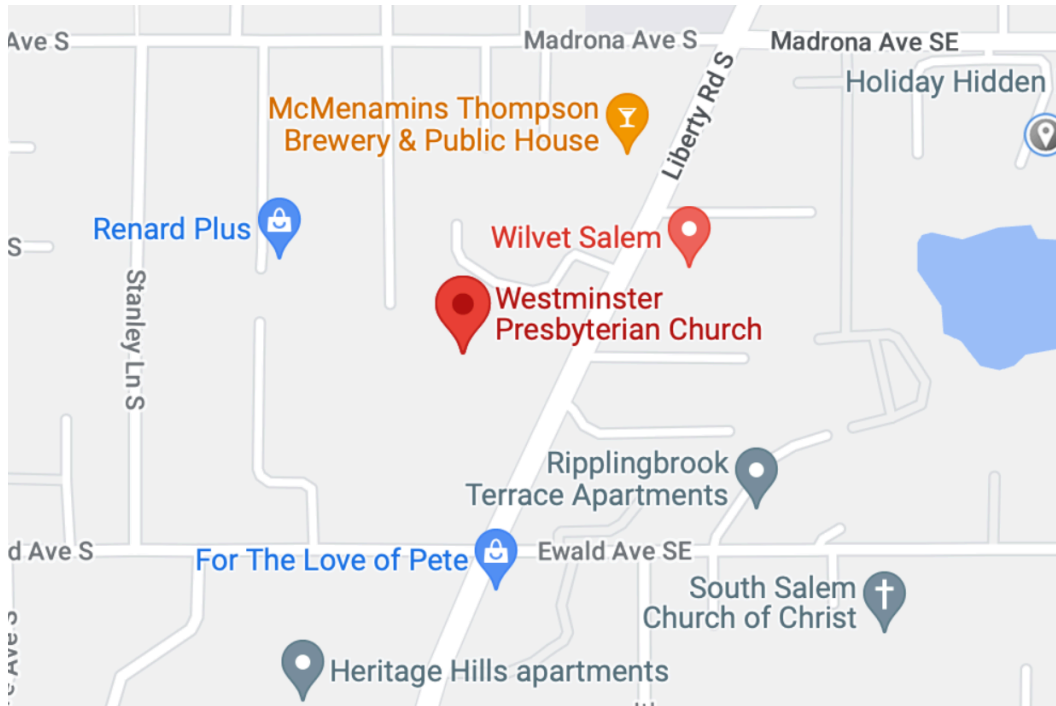 Ave S
Madrona Ave S
Madrona Ave SE
Holiday Hidden
McMenamins Thompson
Brewery & Public House
Liberty Rd S
Renard Plus
Wilvet Salem
S
Stanley Ln S
Westminster
Presbyterian Church
Ripplingbrook
Terrace Apartments
d Ave S
For The Love of Pete
Ewald Ave SE
South Salem
Church of Christ
e Ave S
Heritage Hills apartments